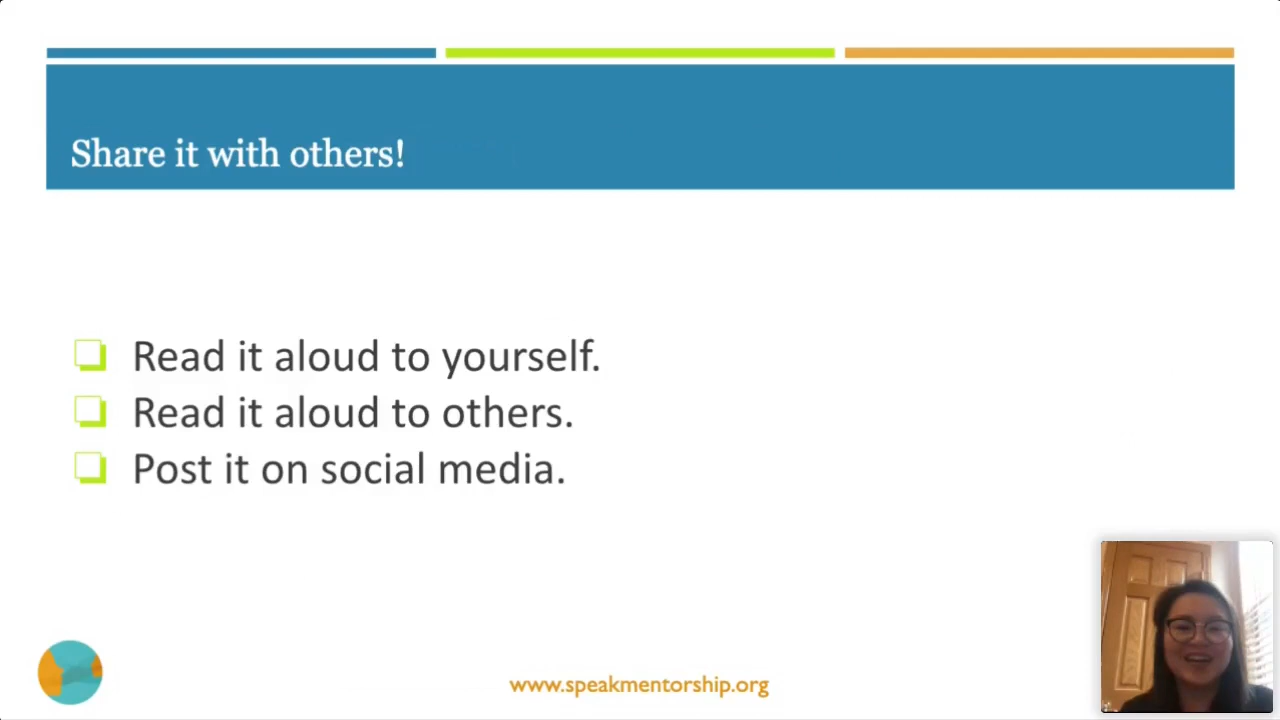 Share it with others!
Read it aloud to yourself.
Read it aloud to others.
Post it on social media.
www.speakmentorship.org